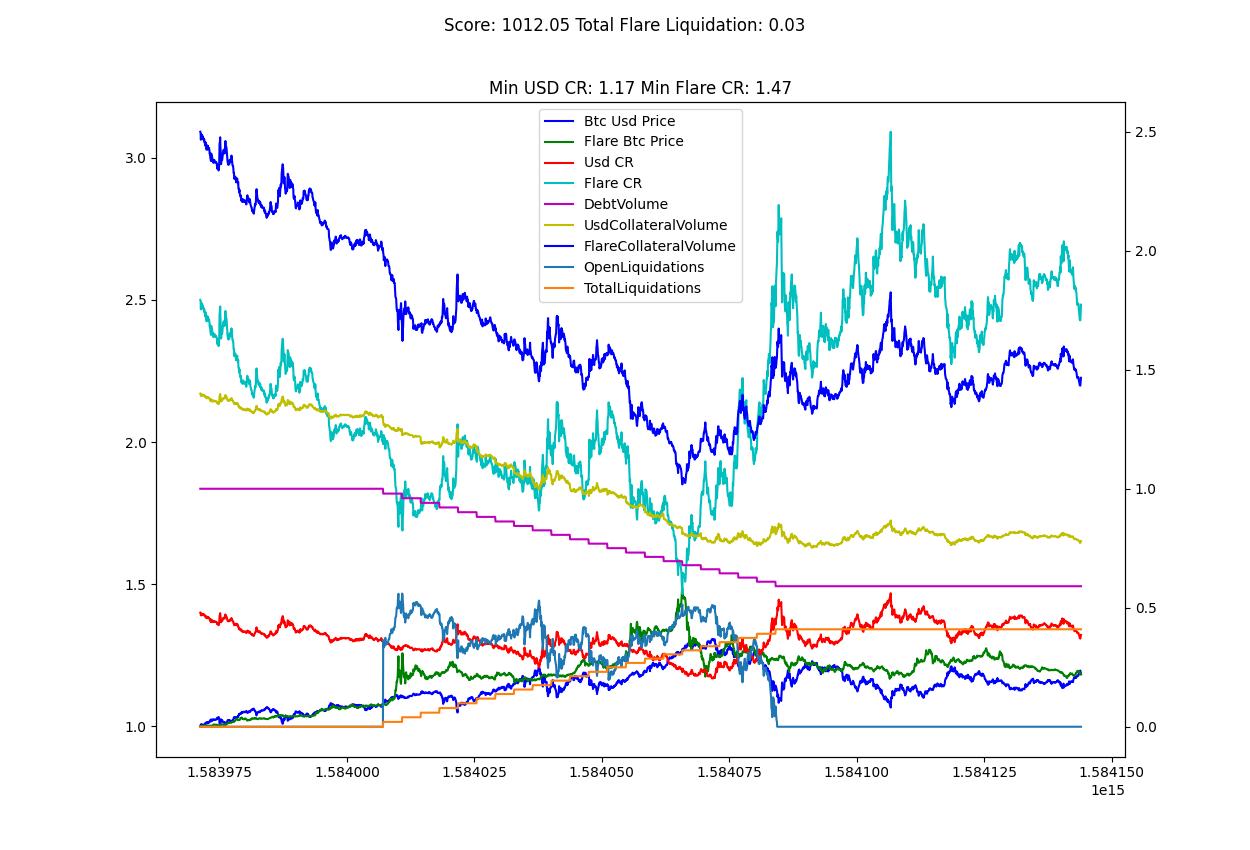 Score: 1012.05 Total Flare Liquidation: 0.03
Min USD CR: 1.17 Min Flare CR: 1.47
Btc Usd Price
Flare Btc Price
Usd CR
Flare CR
DebtVolume
UsdCollateralVolume
FlareCollateralVolume
OpenLiquidations
TotalLiquidations
3.0
2.5
2.0
1.5
1.0
2.5
2.0
1.5
1.0
0.5
0.0
1.583975
1.584000
1.584025
1.584050
1.584075
1.584100
1.584125
1.584150
1e15